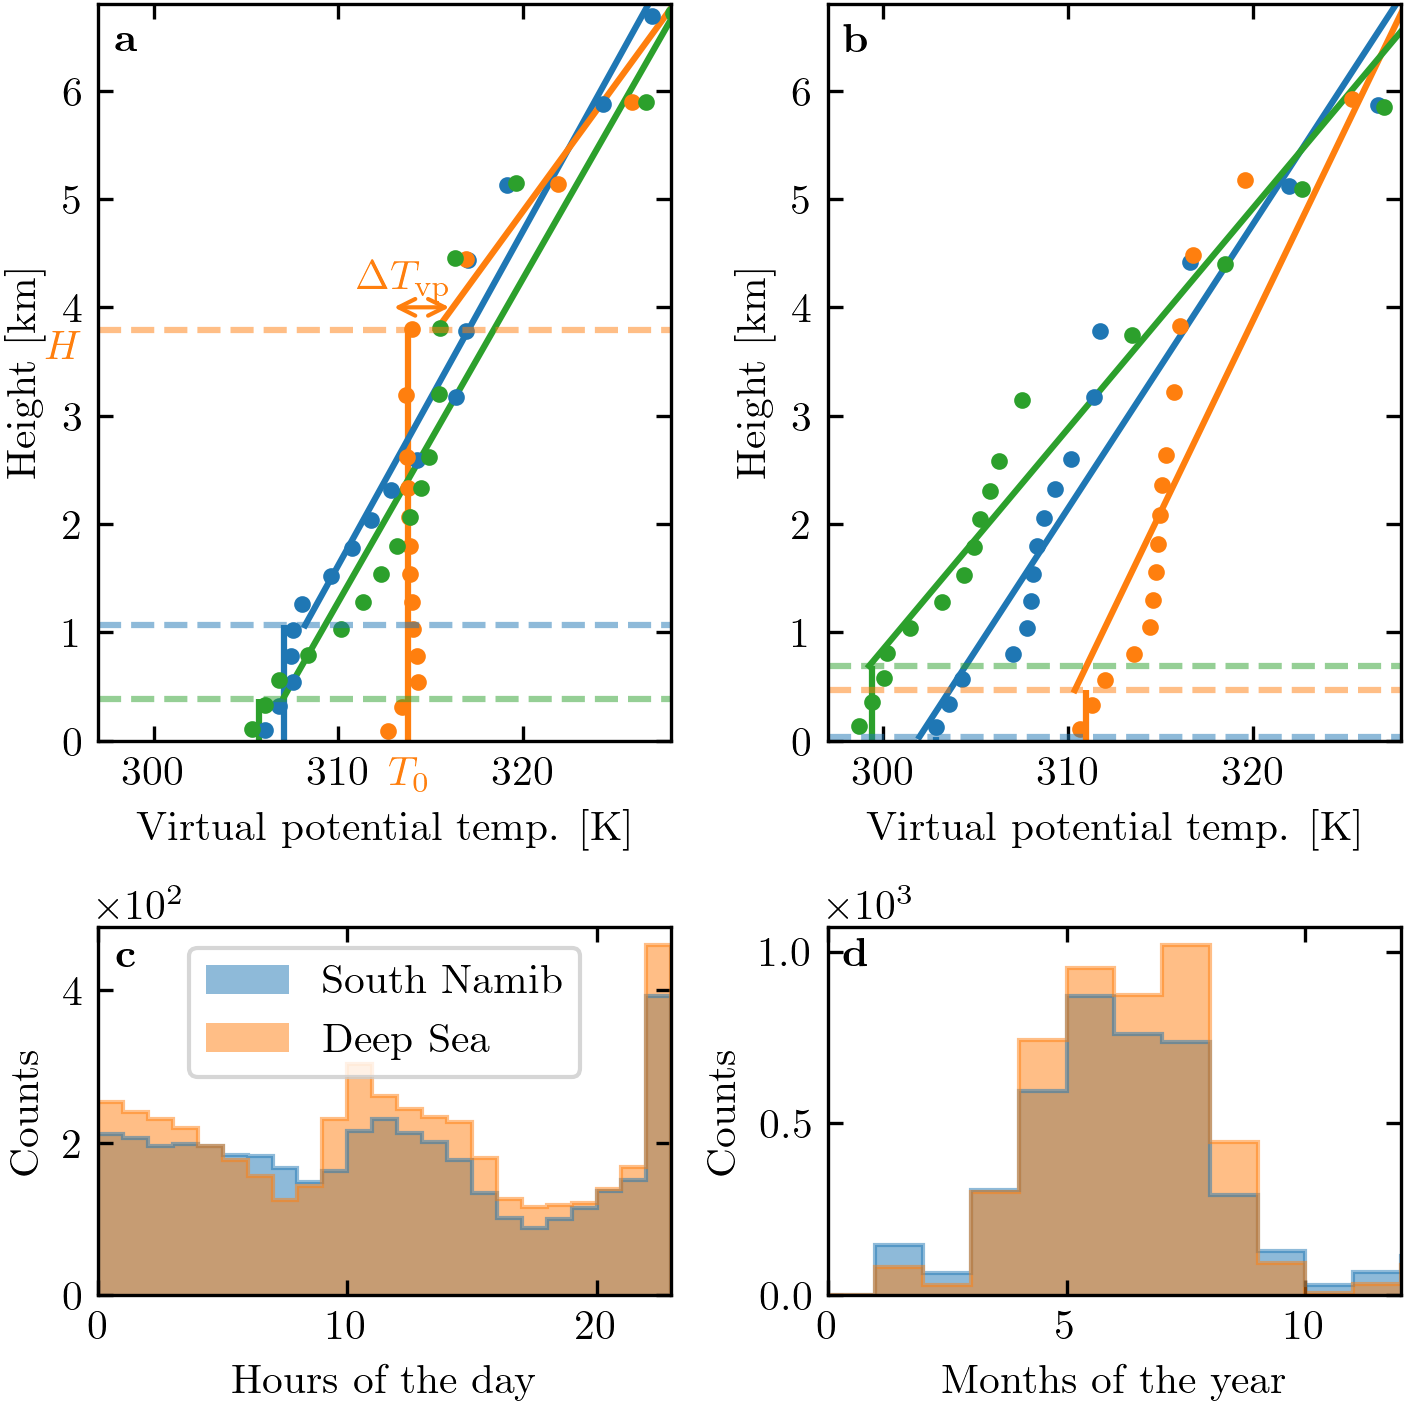 a
6
5
4
3
2
1
0
Height [km]
H
ΔT_vp
300
310
T_0
320
Virtual potential temp. [K]
b
6
5
4
3
2
1
0
Height [km]
300
310
320
Virtual potential temp. [K]
×10^2
c
South Namib
Deep Sea
4
2
0
Counts
0
10
20
Hours of the day
×10^3
d
1.0
0.5
0.0
Counts
0
5
10
Months of the year